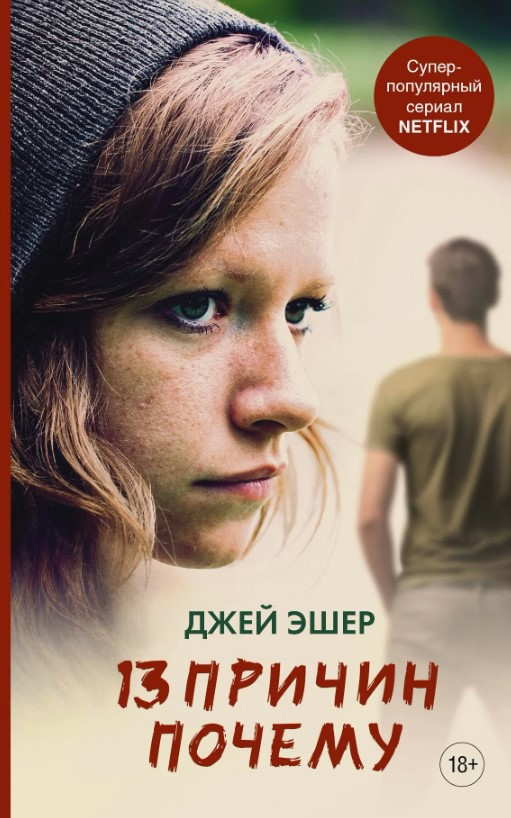 Супер-
популярный
сериал
NETFLIX
ДЖЕЙ ЭШЕР
13 ПРИЧИН
ПОЧЕМУ
18+